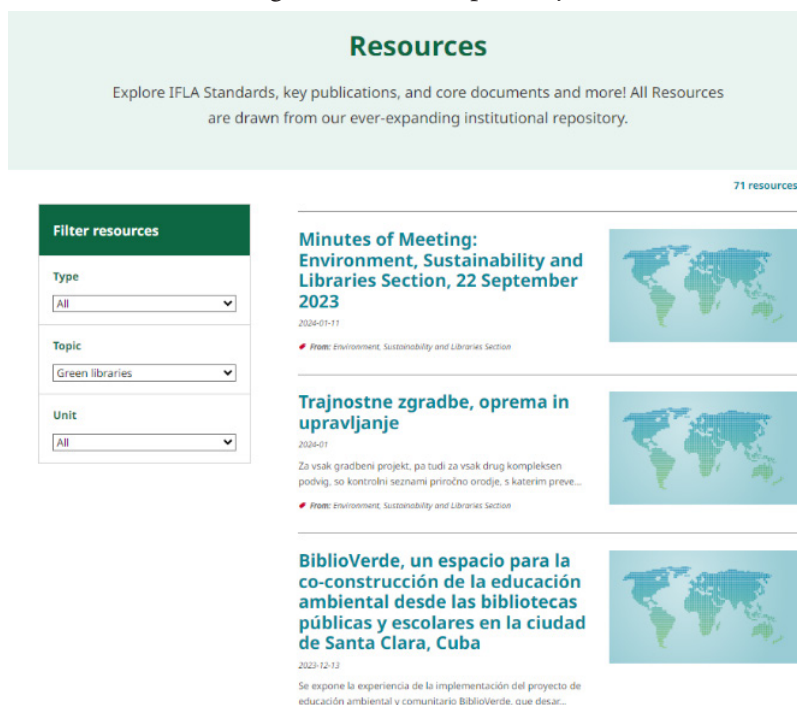 Resources
Explore IFLA Standards, key publications, and core documents and more! All Resources
are drawn from our ever-expanding institutional repository.
71 resources
Filter resources
Type
All
Topic
Green libraries
Unit
All
Minutes of Meeting:
Environment, Sustainability and
Libraries Section, 22 September
2023
2024-01-11
From: Environment, Sustainability and Libraries Section
Trajnostne zgradbe, oprema in
upravljanje
2024-01
Za vsak gradbeni projekt, pa tudi za vsak drug kompleksen
podvig, so kontrolni seznami priročno orodje, s katerim preve...
From: Environment, Sustainability and Libraries Section
BiblioVerde, un espacio para la
co-construcción de la educación
ambiental desde las bibliotecas
públicas y escolares en la ciudad
de Santa Clara, Cuba
2023-12-13
Se expone la experiencia de la implementación del proyecto de
educación ambiental y comunitario BiblioVerde, que desar...